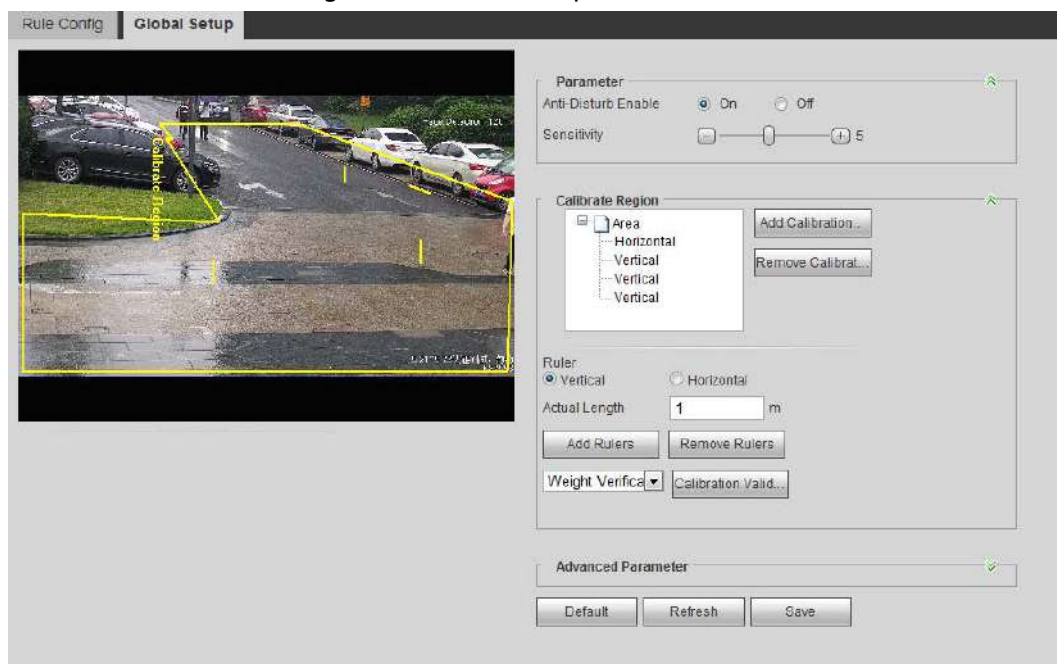 Rule Config Global Setup
Calibrate Region
Parameter
Anti-Disturb Enable On Off
Sensitivity - + 5
Calibrate Region
Area
Horizontal
Vertical
Vertical
Vertical
Add Calibration...
Remove Calibrat...
Ruler
Vertical Horizontal
Actual Length 1 m
Add Rulers Remove Rulers
Weight Verifica Calibration Valid...
Advanced Parameter
Default Refresh Save